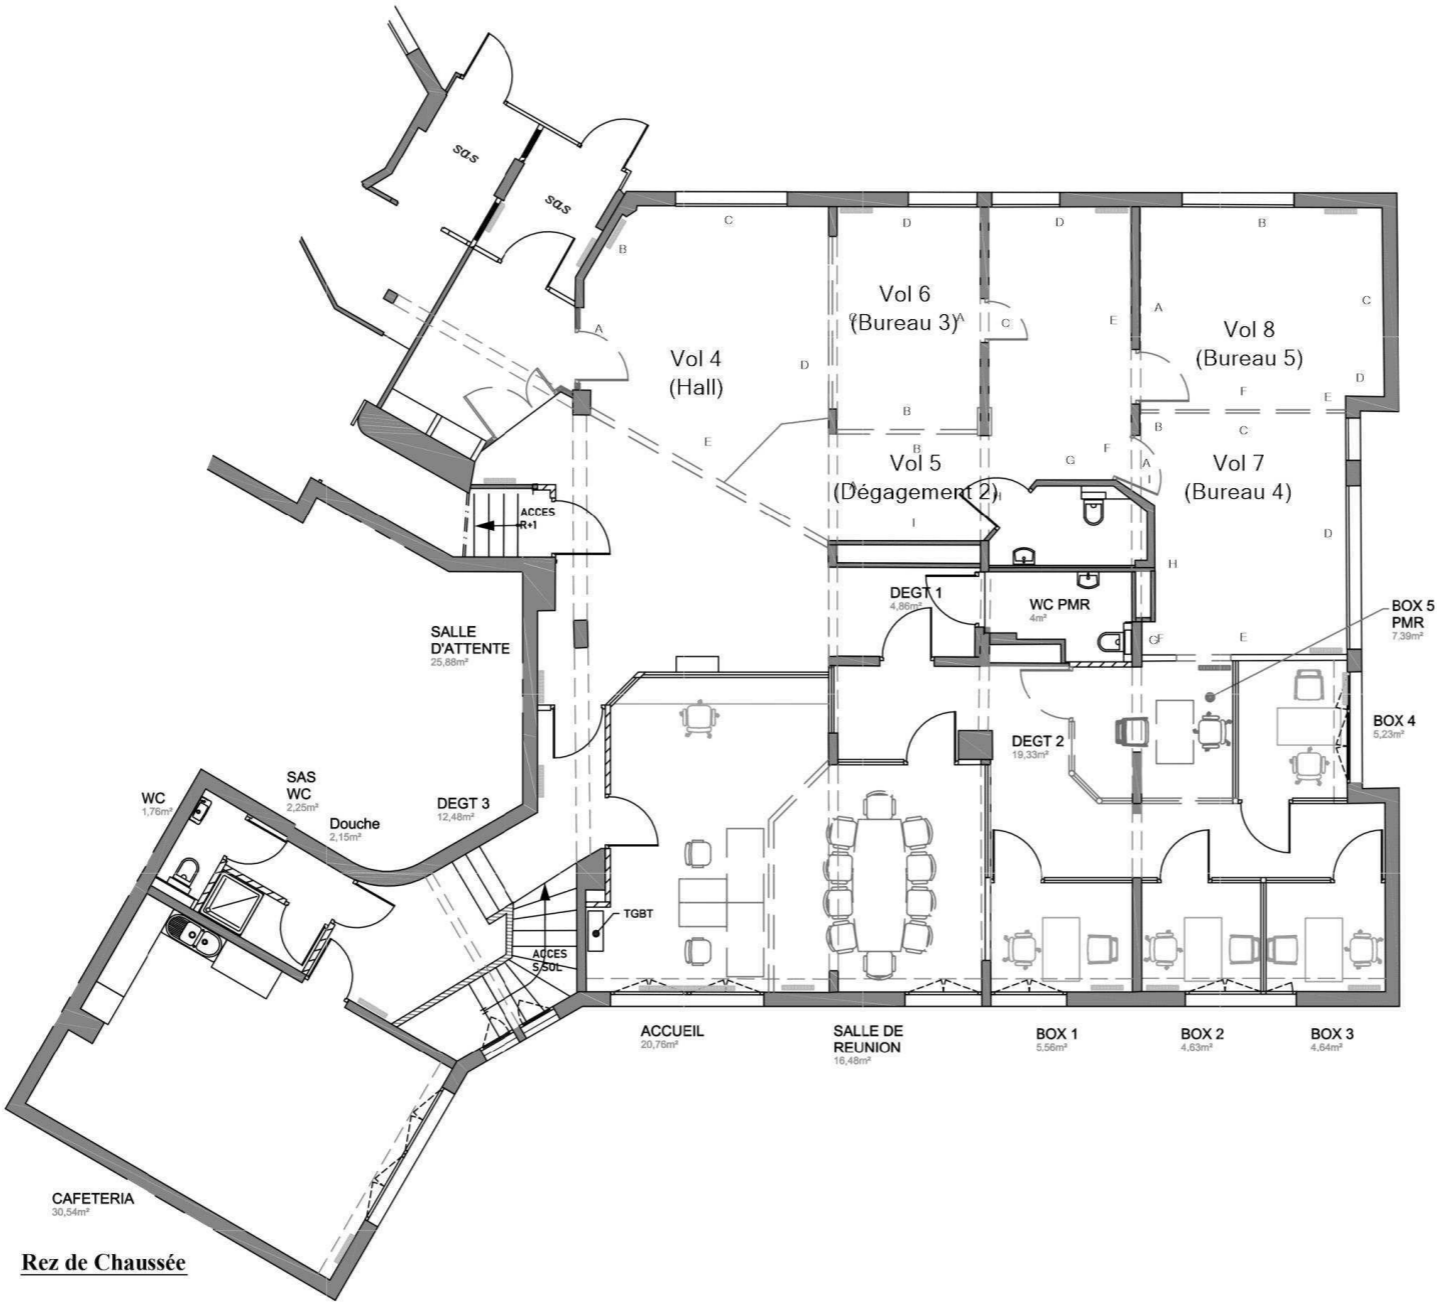 sas
sas
C
B
D
D
B
A
D
E
Vol 4
(Hall)
Vol 6
(Bureau 3)
A
C
B
E
A
C
D
Vol 8
(Bureau 5)
F
E
B
C
Vol 5
(Dégagement 2)
B
H
I
F
G
A
Vol 7
(Bureau 4)
D
H
G
F
E
ACCES
R+1
DEGT 1
4,86m²
WC PMR
4m²
BOX 5
PMR
7,39m²
SALLE
D'ATTENTE
25,88m²
BOX 4
5,23m²
DEGT 2
19,33m²
SAS
WC
2,25m²
WC
1,76m²
Douche
2,15m²
DEGT 3
12,48m²
TGBT
ACCES
S/SOL
ACCUEIL
20,76m²
SALLE DE
REUNION
16,48m²
BOX 1
5,56m²
BOX 2
4,63m²
BOX 3
4,64m²
CAFETERIA
30,54m²
Rez de Chaussée